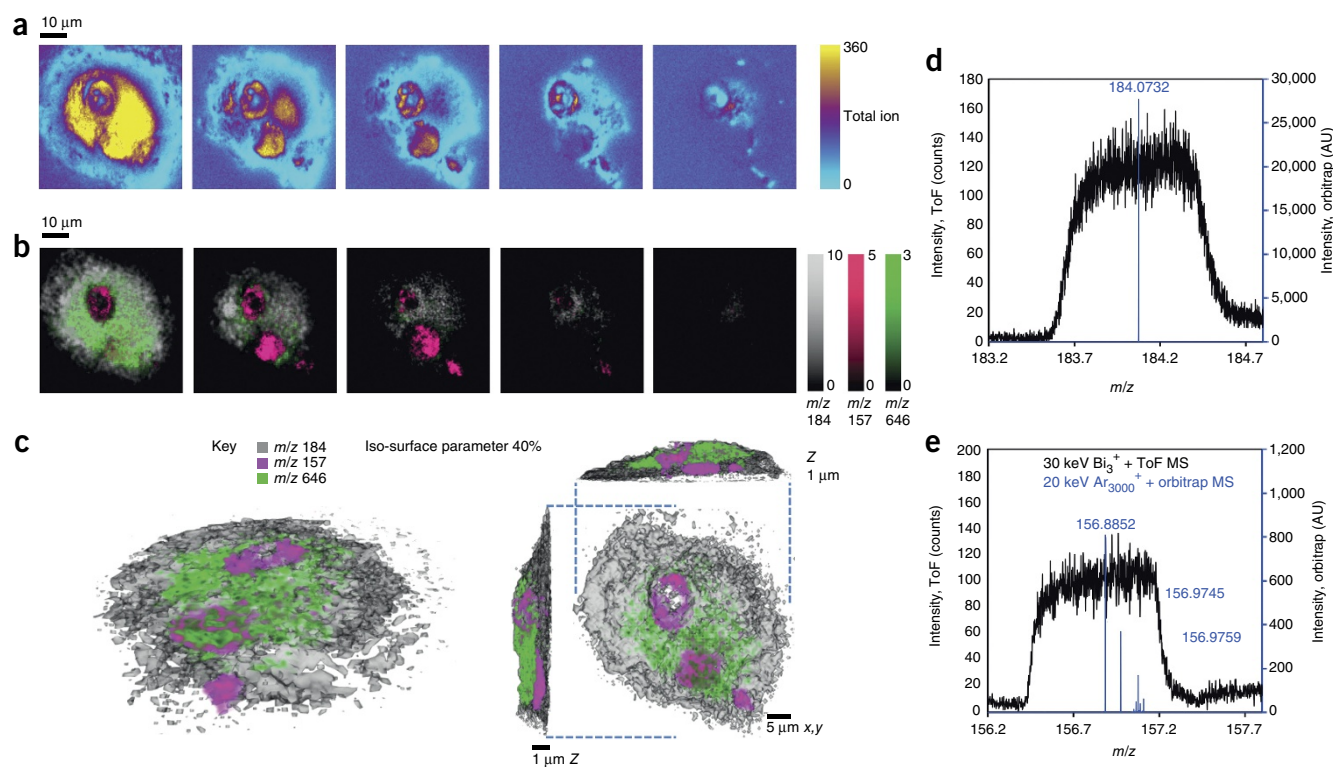 a
10 μm
360
Total ion
0
b
10 μm
10
5
3
0
0
0
m/z
184
m/z
157
m/z
646
c
Key
m/z 184
m/z 157
m/z 646
Iso-surface parameter 40%
Z
1 μm
5 μm x,y
1 μm Z
d
184.0732
180
160
140
120
100
80
60
40
20
0
Intensity, ToF (counts)
30,000
25,000
20,000
15,000
10,000
5,000
0
Intensity, orbitrap (AU)
183.2
183.7
184.2
184.7
m/z
e
30 keV Bi3+ + ToF MS
20 keV Ar3000+ + orbitrap MS
156.8852
156.9745
156.9759
200
180
160
140
120
100
80
60
40
20
0
Intensity, ToF (counts)
1,200
1,000
800
600
400
200
0
Intensity, orbitrap (AU)
156.2
156.7
157.2
157.7
m/z